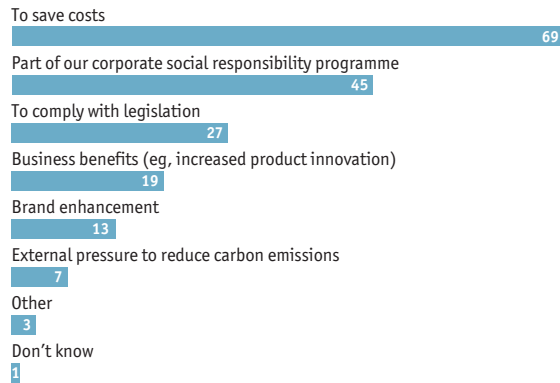 To save costs
69
Part of our corporate social responsibility programme
45
To comply with legislation
27
Business benefits (eg, increased product innovation)
19
Brand enhancement
13
External pressure to reduce carbon emissions
7
Other
3
Don’t know
1